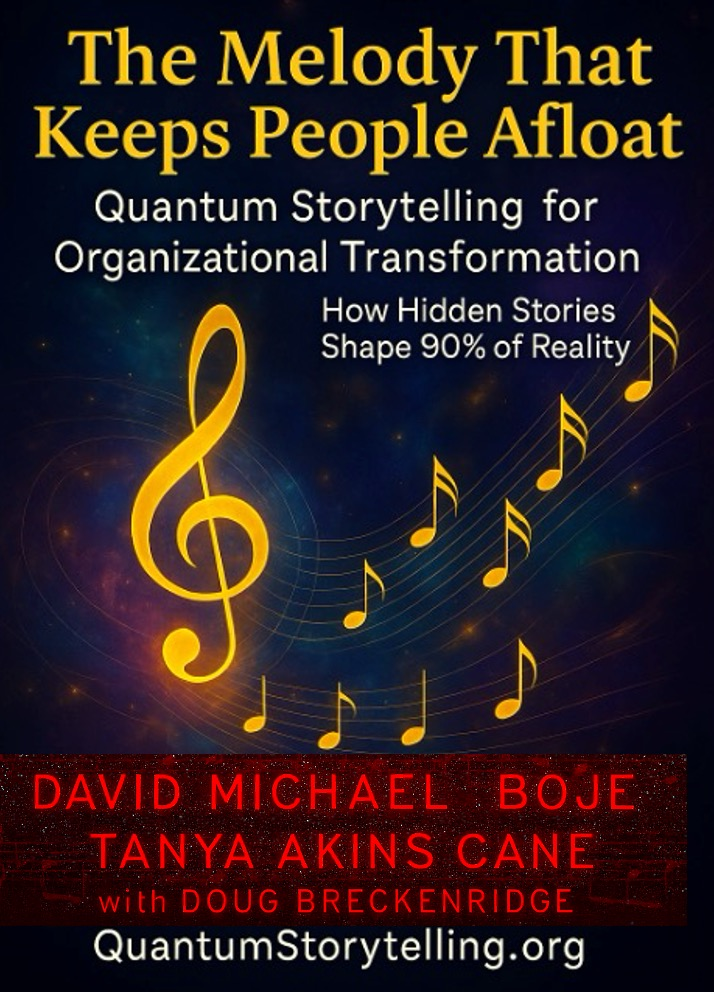 The Melody That
Keeps People Afloat
Quantum Storytelling for
Organizational Transformation
How Hidden Stories
Shape 90% of Reality
DAVID MICHAEL BOJE
TANYA AKINS CANE
with DOUG BRECKENRIDGE
QuantumStorytelling.org